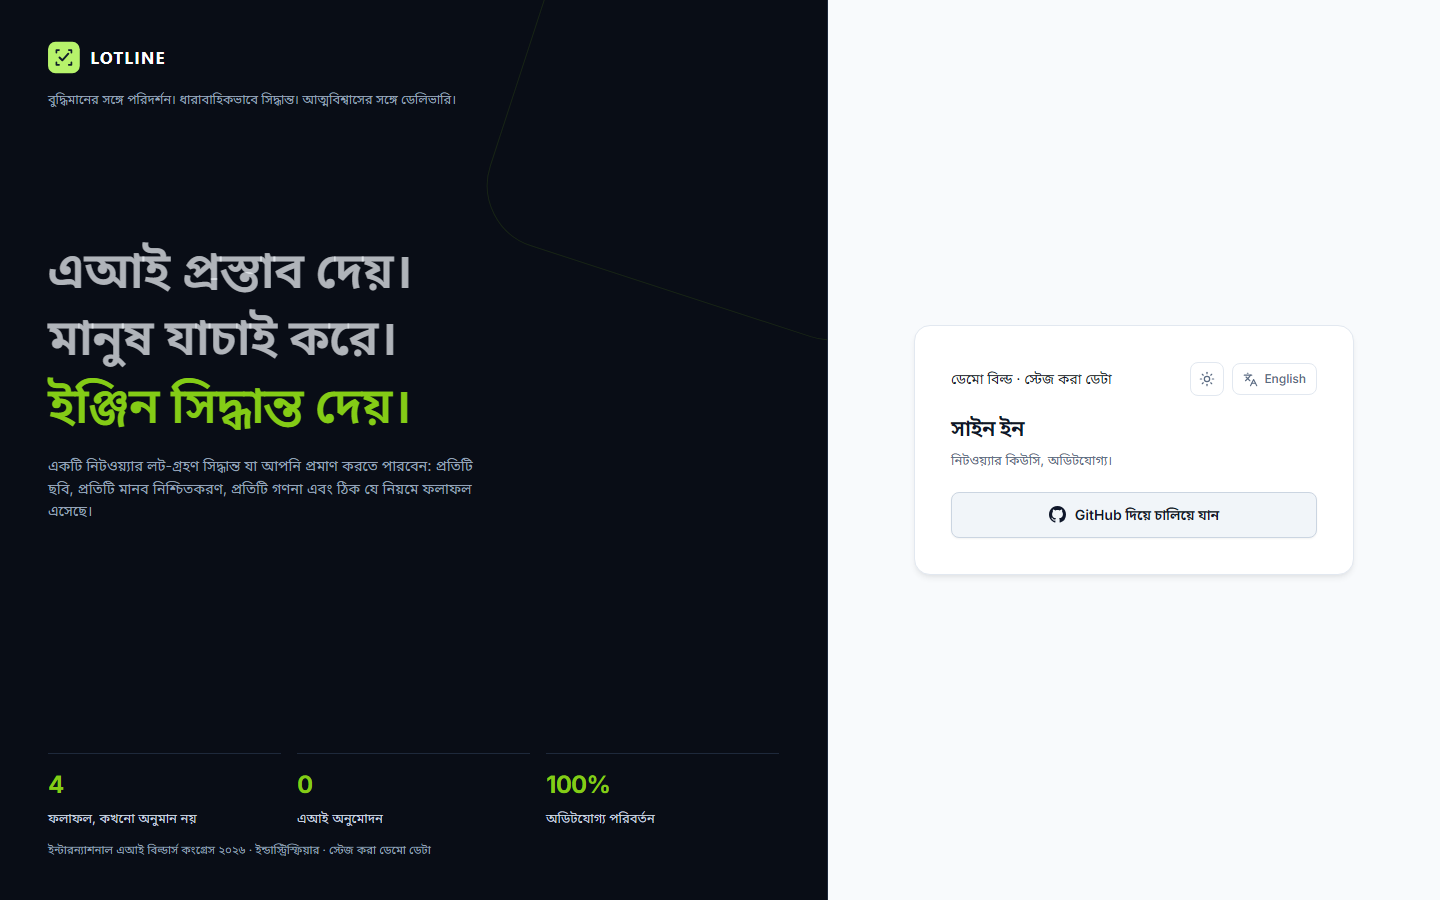 LOTLINE
বুদ্ধিমানের সঙ্গে পরিদর্শন। ধারাবাহিকভাবে সিদ্ধান্ত। আত্মবিশ্বাসের সঙ্গে ডেলিভারি।
এআই প্রস্তাব দেয়।
মানুষ যাচাই করে।
ইঞ্জিন সিদ্ধান্ত দেয়।
একটি নিটওয়্যার লট-গ্রহণ সিদ্ধান্ত যা আপনি প্রমাণ করতে পারবেন: প্রতিটি
ছবি, প্রতিটি মানব নিশ্চিতকরণ, প্রতিটি গণনা এবং ঠিক যে নিয়মে ফলাফল
এসেছে।
4
ফলাফল, কখনো অনুমান নয়
0
এআই অনুমোদন
100%
অডিটযোগ্য পরিবর্তন
ইন্টারন্যাশনাল এআই বিল্ডার্স কংগ্রেস ২০২৬ · ইন্ডাস্ট্রিস্ফিয়ার · স্টেজ করা ডেমো ডেটা
ডেমো বিল্ড · স্টেজ করা ডেটা
English
সাইন ইন
নিটওয়্যার কিউসি, অডিটযোগ্য।
GitHub দিয়ে চালিয়ে যান